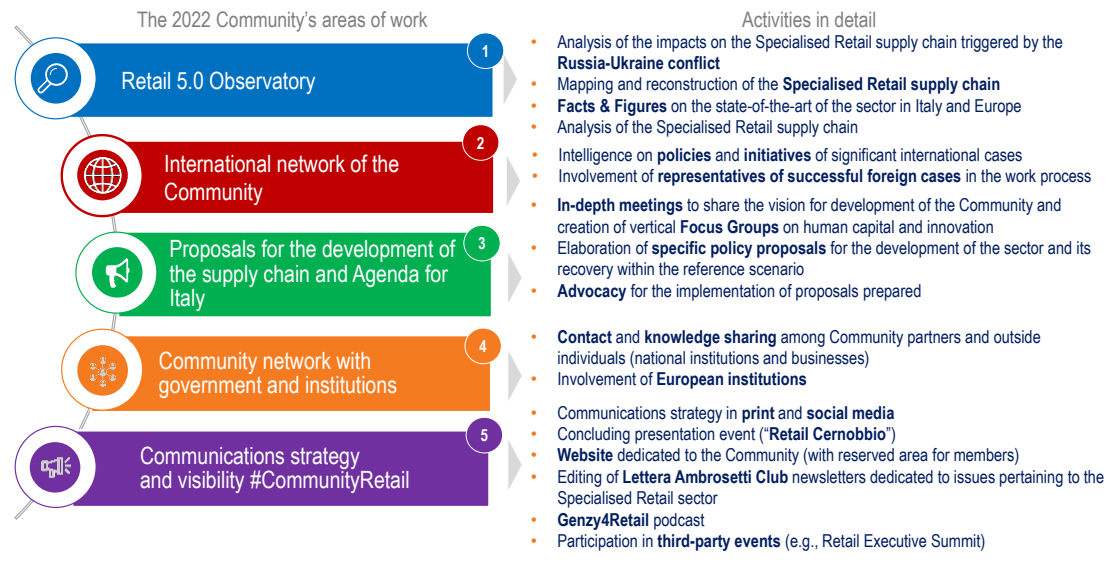 The 2022 Community’s areas of work
Activities in detail
1
Retail 5.0 Observatory
• Analysis of the impacts on the Specialised Retail supply chain triggered by the
Russia-Ukraine conflict
• Mapping and reconstruction of the Specialised Retail supply chain
• Facts & Figures on the state-of-the-art of the sector in Italy and Europe
• Analysis of the Specialised Retail supply chain
2
International network of the
Community
• Intelligence on policies and initiatives of significant international cases
• Involvement of representatives of successful foreign cases in the work process
3
Proposals for the development of
the supply chain and Agenda for
Italy
• In-depth meetings to share the vision for development of the Community and
creation of vertical Focus Groups on human capital and innovation
• Elaboration of specific policy proposals for the development of the sector and its
recovery within the reference scenario
• Advocacy for the implementation of proposals prepared
4
Community network with
government and institutions
• Contact and knowledge sharing among Community partners and outside
individuals (national institutions and businesses)
• Involvement of European institutions
5
Communications strategy
and visibility #CommunityRetail
• Communications strategy in print and social media
• Concluding presentation event (“Retail Cernobbio”)
• Website dedicated to the Community (with reserved area for members)
• Editing of Lettera Ambrosetti Club newsletters dedicated to issues pertaining to the
Specialised Retail sector
• Genzy4Retail podcast
• Participation in third-party events (e.g., Retail Executive Summit)